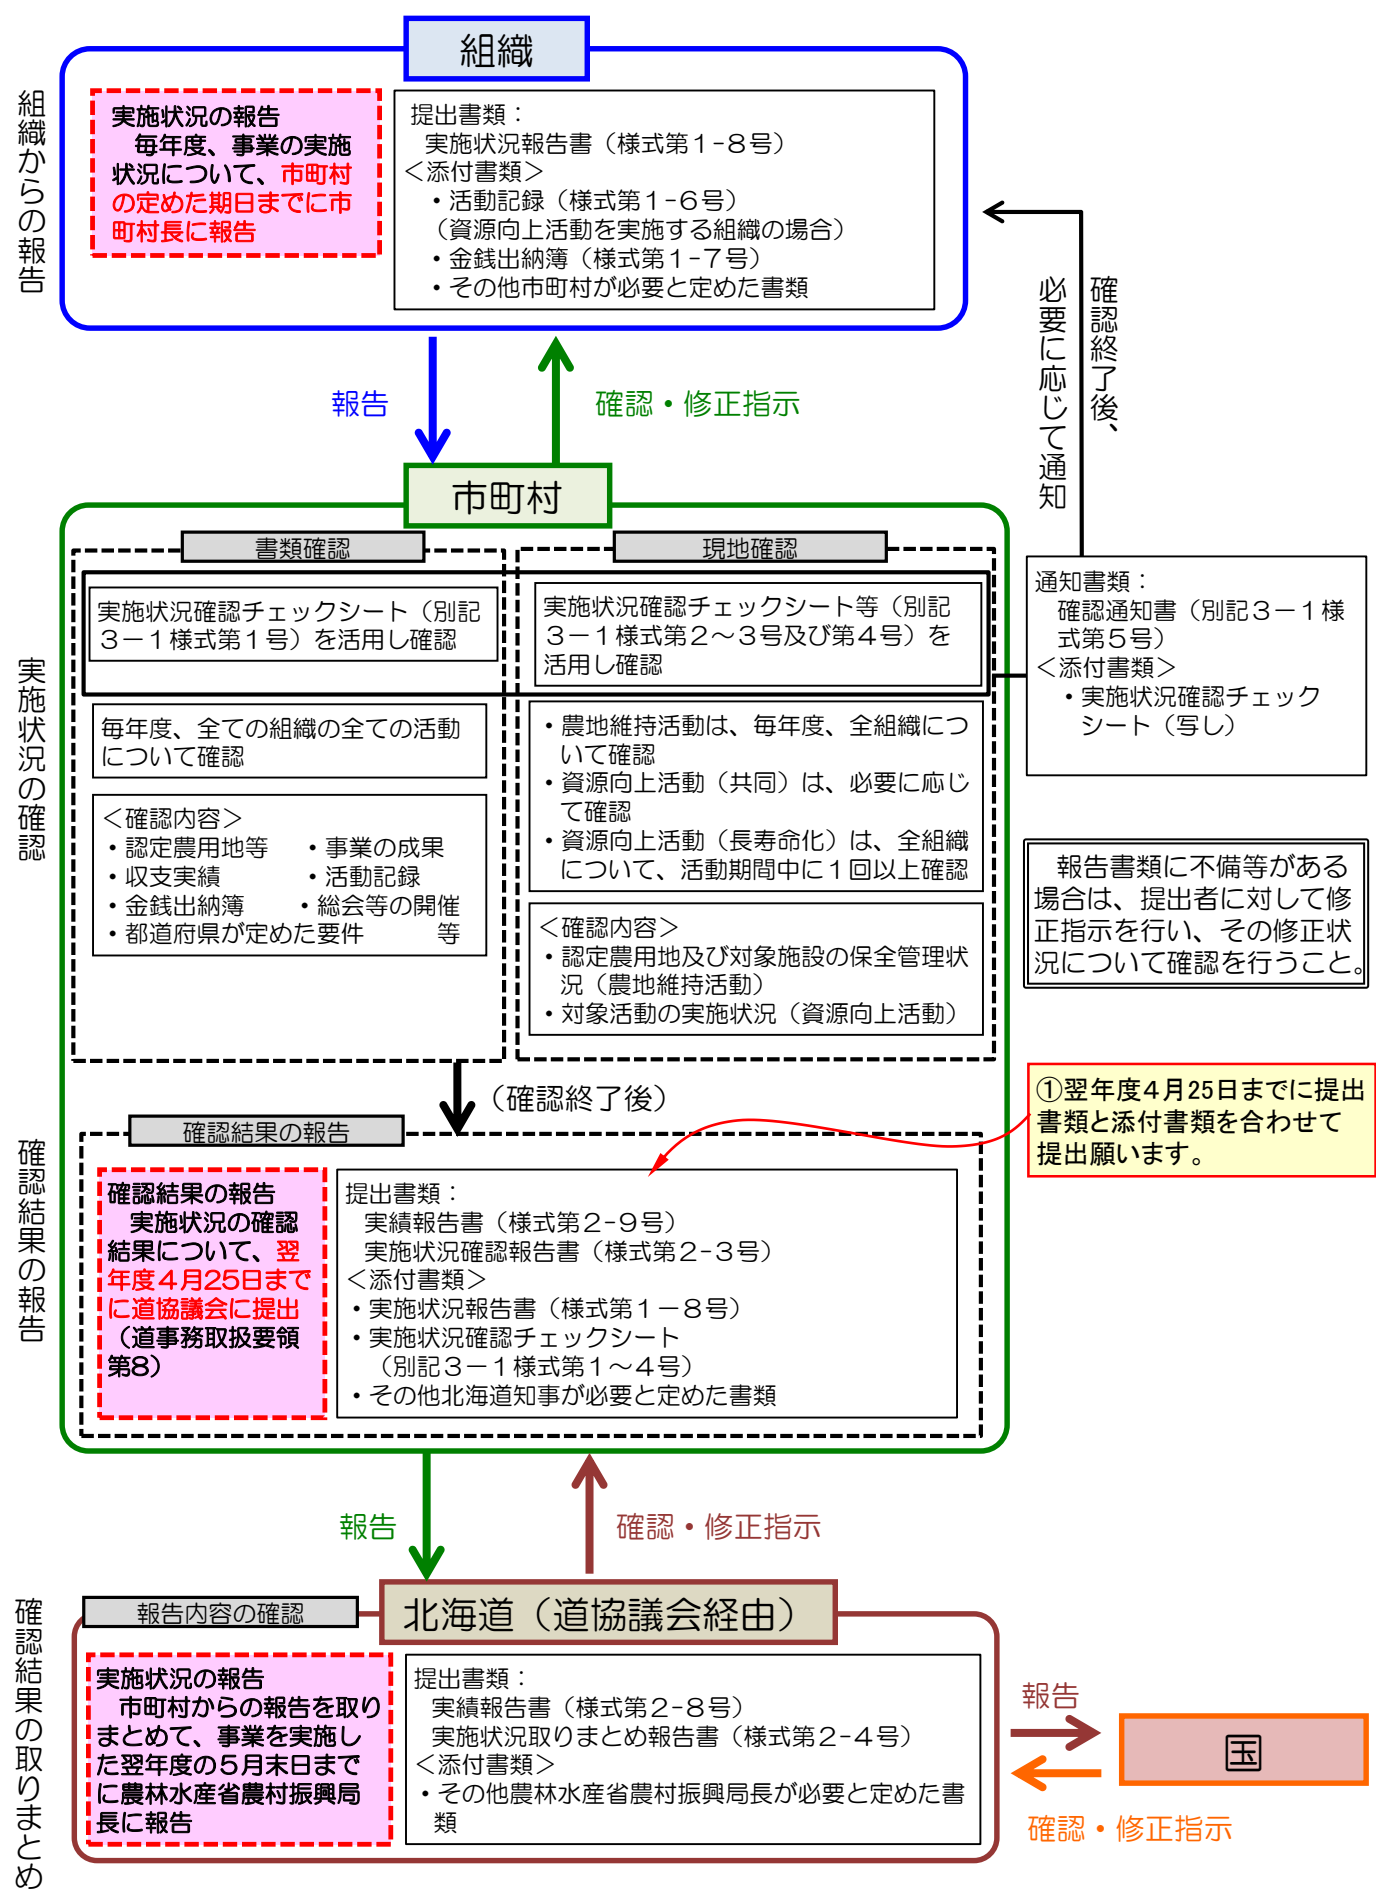 組織
組織からの報告
実施状況の報告
毎年度、事業の実施
状況について、市町村
の定めた期日までに市
町村長に報告
提出書類：
実施状況報告書（様式第１-８号）
＜添付書類＞
・活動記録（様式第１-６号）
（資源向上活動を実施する組織の場合）
・金銭出納簿（様式第１-７号）
・その他市町村が必要と定めた書類
報告
確認・修正指示
確認終了後、
必要に応じて通知
市町村
実施状況の確認
書類確認
実施状況確認チェックシート（別記
３－１様式第１号）を活用し確認
毎年度、全ての組織の全ての活動
について確認
＜確認内容＞
・認定農用地等　・事業の成果
・収支実績　・活動記録
・金銭出納簿　・総会等の開催
・都道府県が定めた要件　等
現地確認
実施状況確認チェックシート等（別記
３－１様式第２～３号及び第４号）を
活用し確認
・農地維持活動は、毎年度、全組織につ
いて確認
・資源向上活動（共同）は、必要に応じ
て確認
・資源向上活動（長寿命化）は、全組織
について、活動期間中に１回以上確認
＜確認内容＞
・認定農用地及び対象施設の保全管理状
況（農地維持活動）
・対象活動の実施状況（資源向上活動）
通知書類：
確認通知書（別記３－１様
式第５号）
＜添付書類＞
・実施状況確認チェック
シート（写し）
報告書類に不備等がある
場合は、提出者に対して修
正指示を行い、その修正状
況について確認を行うこと。
（確認終了後）
①翌年度４月25日までに提出
書類と添付書類を合わせて
提出願います。
確認結果の報告
確認結果の報告
確認結果の報告
実施状況の確認
結果について、翌
年度４月25日まで
に道協議会に提出
（道事務取扱要領
第8）
提出書類：
実績報告書（様式第２-９号）
実施状況確認報告書（様式第２-３号）
＜添付書類＞
・実施状況報告書（様式第１－８号）
・実施状況確認チェックシート
（別記３－１様式第１～４号）
・その他北海道知事が必要と定めた書類
報告
確認・修正指示
確認結果の取りまとめ
報告内容の確認
北海道（道協議会経由）
実施状況の報告
市町村からの報告を取り
まとめて、事業を実施し
た翌年度の５月末日まで
に農林水産省農村振興局
長に報告
提出書類：
実績報告書（様式第２-８号）
実施状況取りまとめ報告書（様式第２-４号）
＜添付書類＞
・その他農林水産省農村振興局長が必要と定めた書
類
報告
国
確認・修正指示